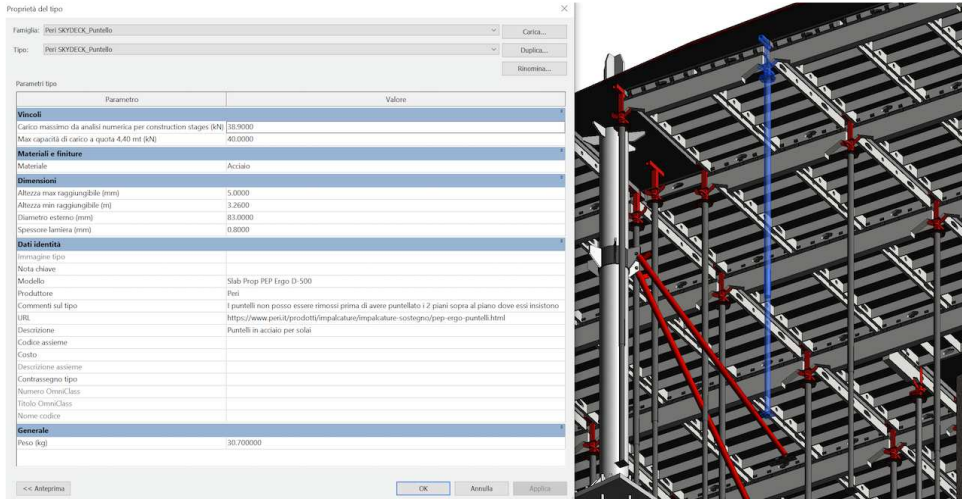 Proprietà del tipo
Famiglia: Peri SKYDECK_Puntello Carica...
Tipo: Peri SKYDECK_Puntello Duplica...
Rinomina...
Parametri tipo
Parametro Valore
Vincoli
Carico massimo da analisi numerica per construction stages (kN) 38.9000
Max capacità di carico a quota 4,40 mt (kN) 40.0000
Materiali e finiture
Materiale Acciaio
Dimensioni
Altezza max raggiungibile (mm) 5.0000
Altezza min raggiungibile (m) 3.2600
Diametro esterno (mm) 83.0000
Spessore lamiera (mm) 0.8000
Dati identità
Immagine tipo
Nota chiave
Modello Slab Prop PEP Ergo D-500
Produttore Peri
Commenti sul tipo I puntelli non posso essere rimossi prima di avere puntellato i 2 piani sopra al piano dove essi insistono
URL https://www.peri.it/prodotti/impalcature/impalcature-sostegno/pep-ergo-puntelli.html
Descrizione Puntelli in acciaio per solai
Codice assieme
Costo
Descrizione assieme
Contrassegno tipo
Numero OmniClass
Titolo OmniClass
Nome codice
Generale
Peso (kg) 30.700000
<< Anteprima OK Annulla Applica